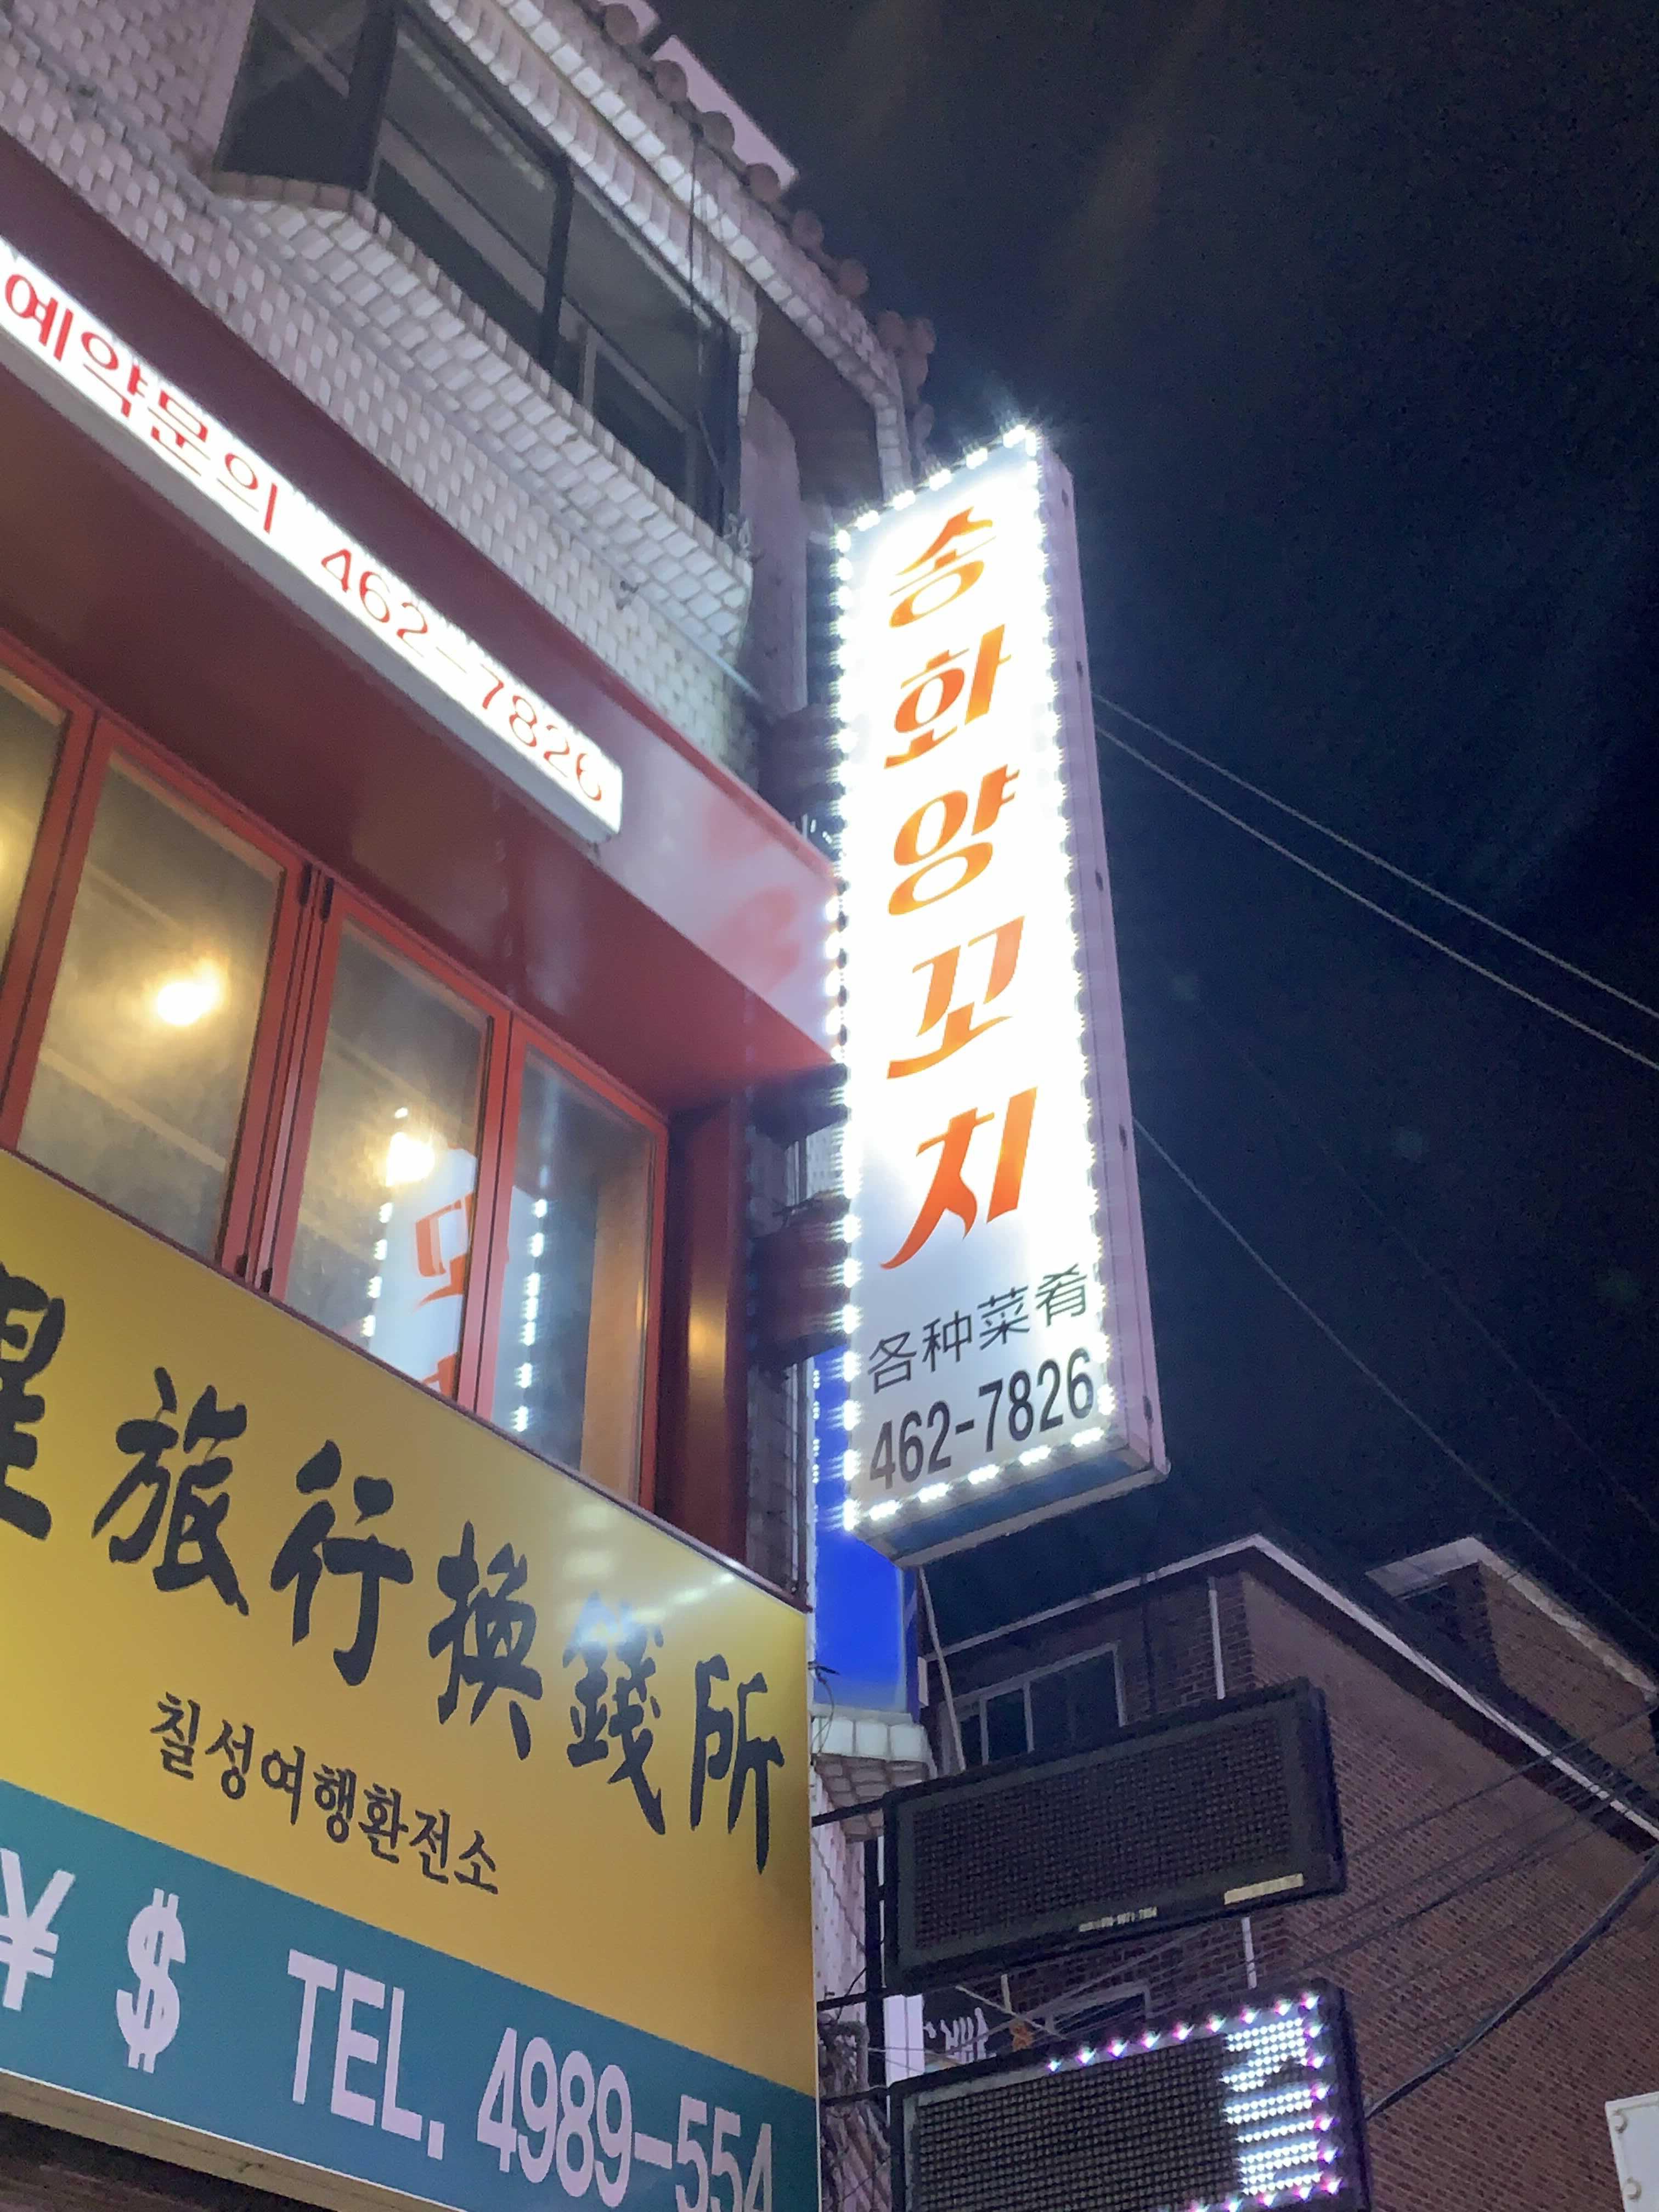 예약문의 462-7826
송화양꼬치
各种菜肴
462-7826
星旅行換錢所
칠성여행환전소
¥ $ TEL. 4989-554